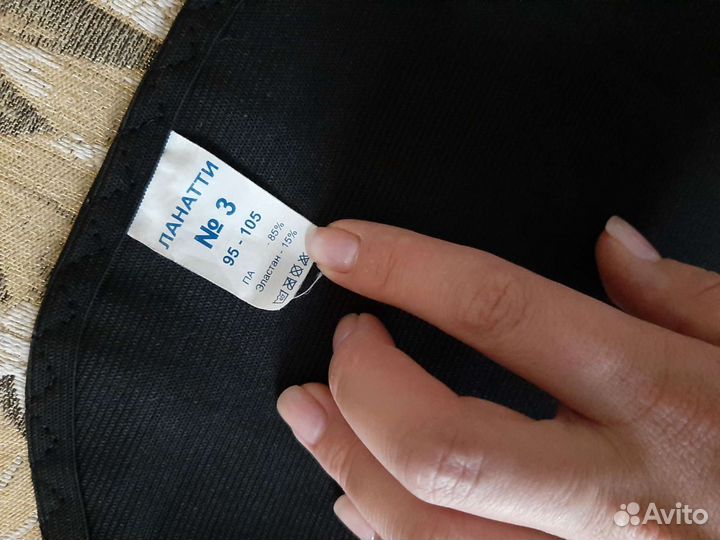 ЛАНАТТИ
№ 3
95 - 105
ПА - 85%
Эластан - 15%
Avito